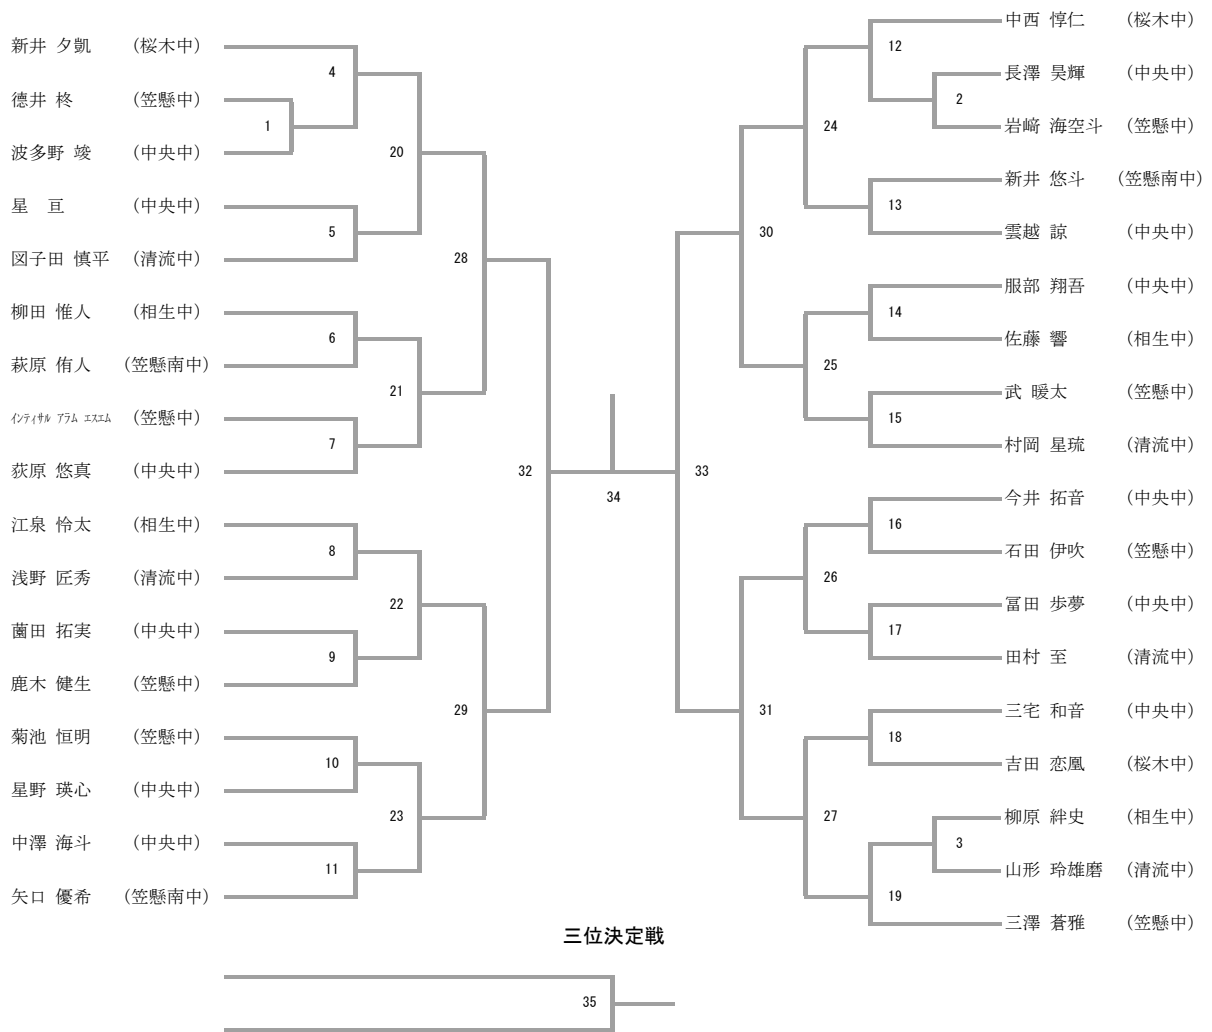 新井 夕凱 (桜木中)
4
德井 柊 (笠懸中)
1
波多野 竣 (中央中)
20
星 亘 (中央中)
5
図子田 慎平 (清流中)
28
柳田 惟人 (相生中)
6
萩原 侑人 (笠懸南中)
21
インティサル アラム エスエム (笠懸中)
7
荻原 悠真 (中央中)
32
江泉 怜太 (相生中)
8
浅野 匠秀 (清流中)
22
薗田 拓実 (中央中)
9
鹿木 健生 (笠懸中)
29
菊池 恒明 (笠懸中)
10
星野 瑛心 (中央中)
23
中澤 海斗 (中央中)
11
矢口 優希 (笠懸南中)
34
中西 惇仁 (桜木中)
12
長澤 昊輝 (中央中)
2
岩﨑 海空斗 (笠懸中)
24
新井 悠斗 (笠懸南中)
13
雲越 諒 (中央中)
30
服部 翔吾 (中央中)
14
佐藤 響 (相生中)
25
武 暖太 (笠懸中)
15
村岡 星琉 (清流中)
33
今井 拓音 (中央中)
16
石田 伊吹 (笠懸中)
26
冨田 歩夢 (中央中)
17
田村 至 (清流中)
31
三宅 和音 (中央中)
18
吉田 恋凰 (桜木中)
27
柳原 絆史 (相生中)
3
山形 玲雄磨 (清流中)
19
三澤 蒼雅 (笠懸中)
三位決定戦
35